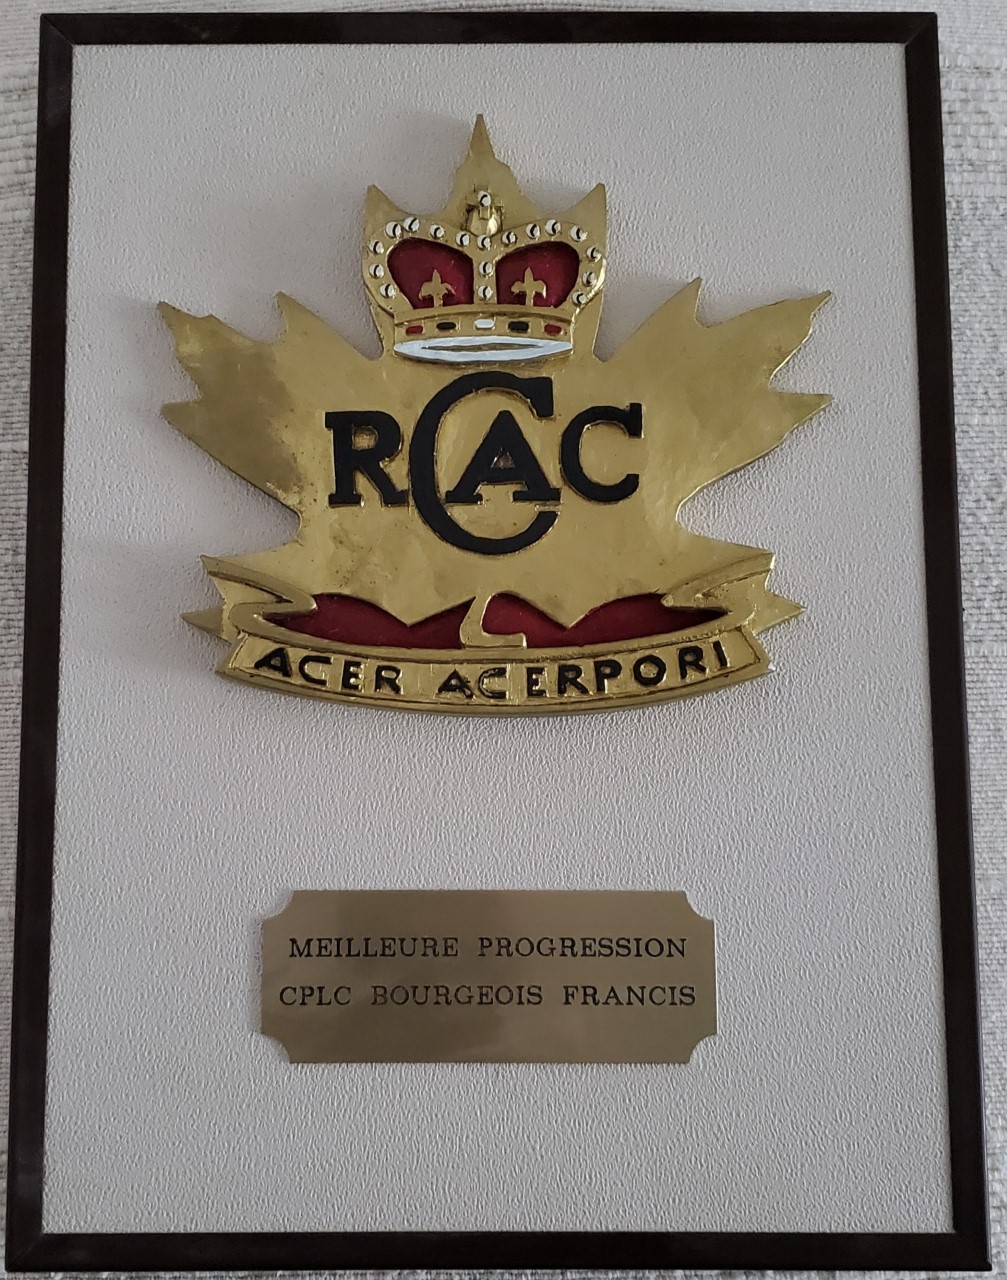 RCAC
C
ACER ACERPORI
MEILLEURE PROGRESSION
CPLC BOURGEOIS FRANCIS